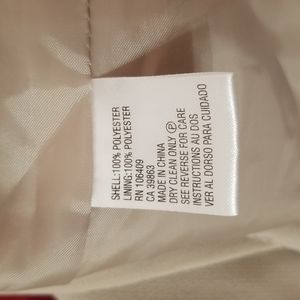 SHELL:100% POLYESTER
LINING:100% POLYESTER
RN 106409
CA 39863
MADE IN CHINA
DRY CLEAN ONLY Ⓟ
SEE REVERSE FOR CARE
INSTRUCTIONS AU DOS
VER AL DORSO PARA CUIDADO